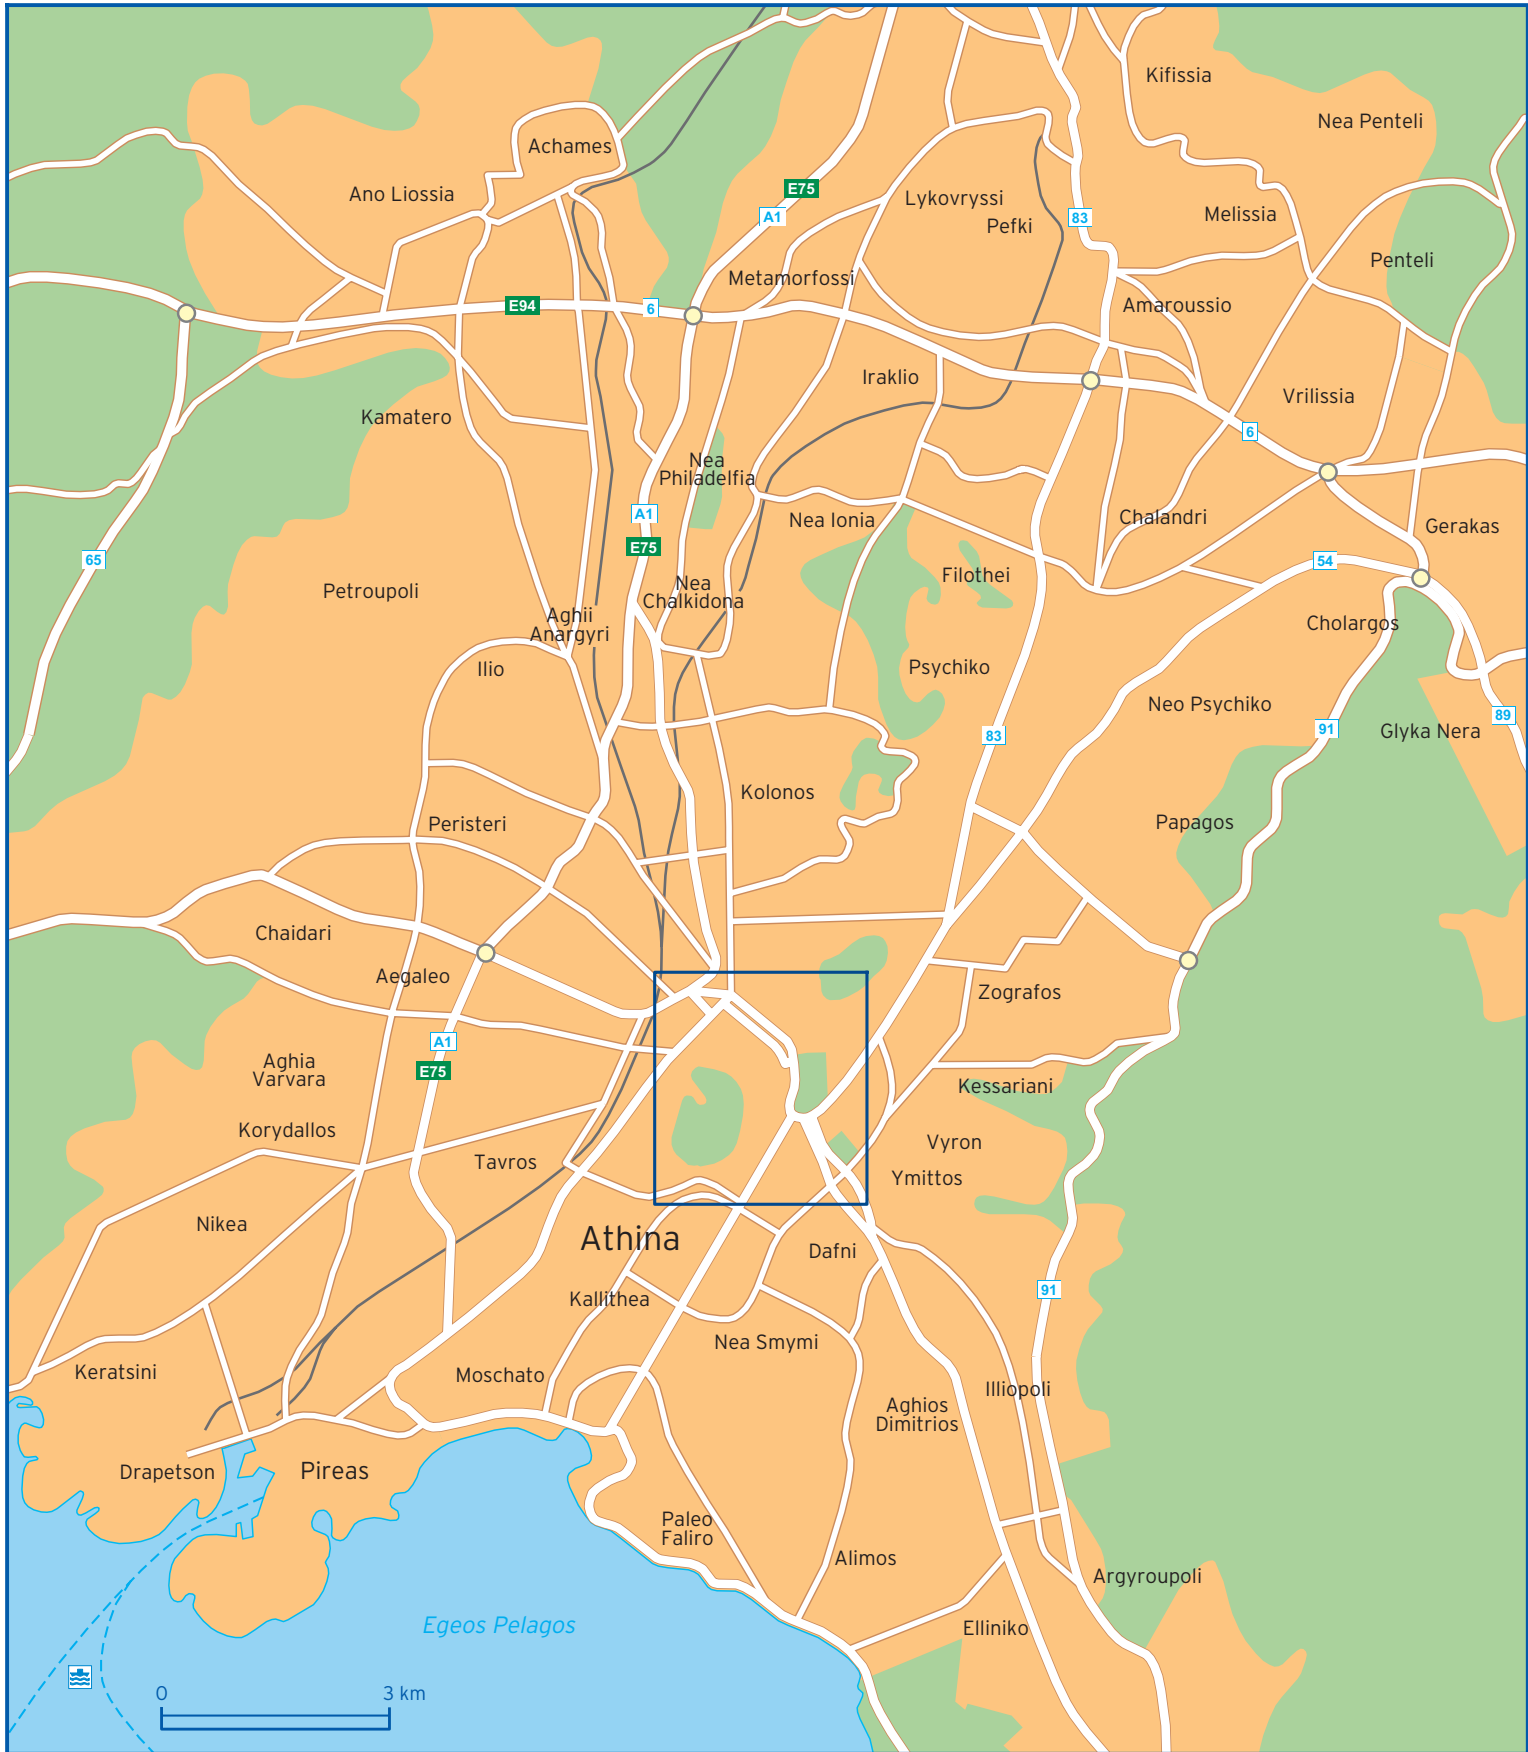 Kifissia
Nea Penteli
Achames
Ano Liossia
E75
A1
Lykovryssi
Pefki
83
Melissia
Penteli
Metamorfossi
E94
6
Amaroussio
Iraklio
Vrilissia
Kamatero
6
Nea
Philadelfia
A1
Nea Ionia
Chalandri
Gerakas
E75
65
54
Filothei
Petroupoli
Nea
Chalkidona
Aghii
Anargyri
Cholargos
Ilio
Psychiko
Neo Psychiko
89
91
Glyka Nera
83
Kolonos
Peristeri
Papagos
Chaidari
Aegaleo
Zografos
A1
Aghia
Varvara
E75
Kessariani
Korydallos
Vyron
Tavros
Ymittos
Nikea
Athina
Dafni
91
Kallithea
Nea Smymi
Keratsini
Moschato
Illiopoli
Aghios
Dimitrios
Drapetson
Pireas
Paleo
Faliro
Alimos
Argyroupoli
Egeos Pelagos
Elliniko
0
3 km